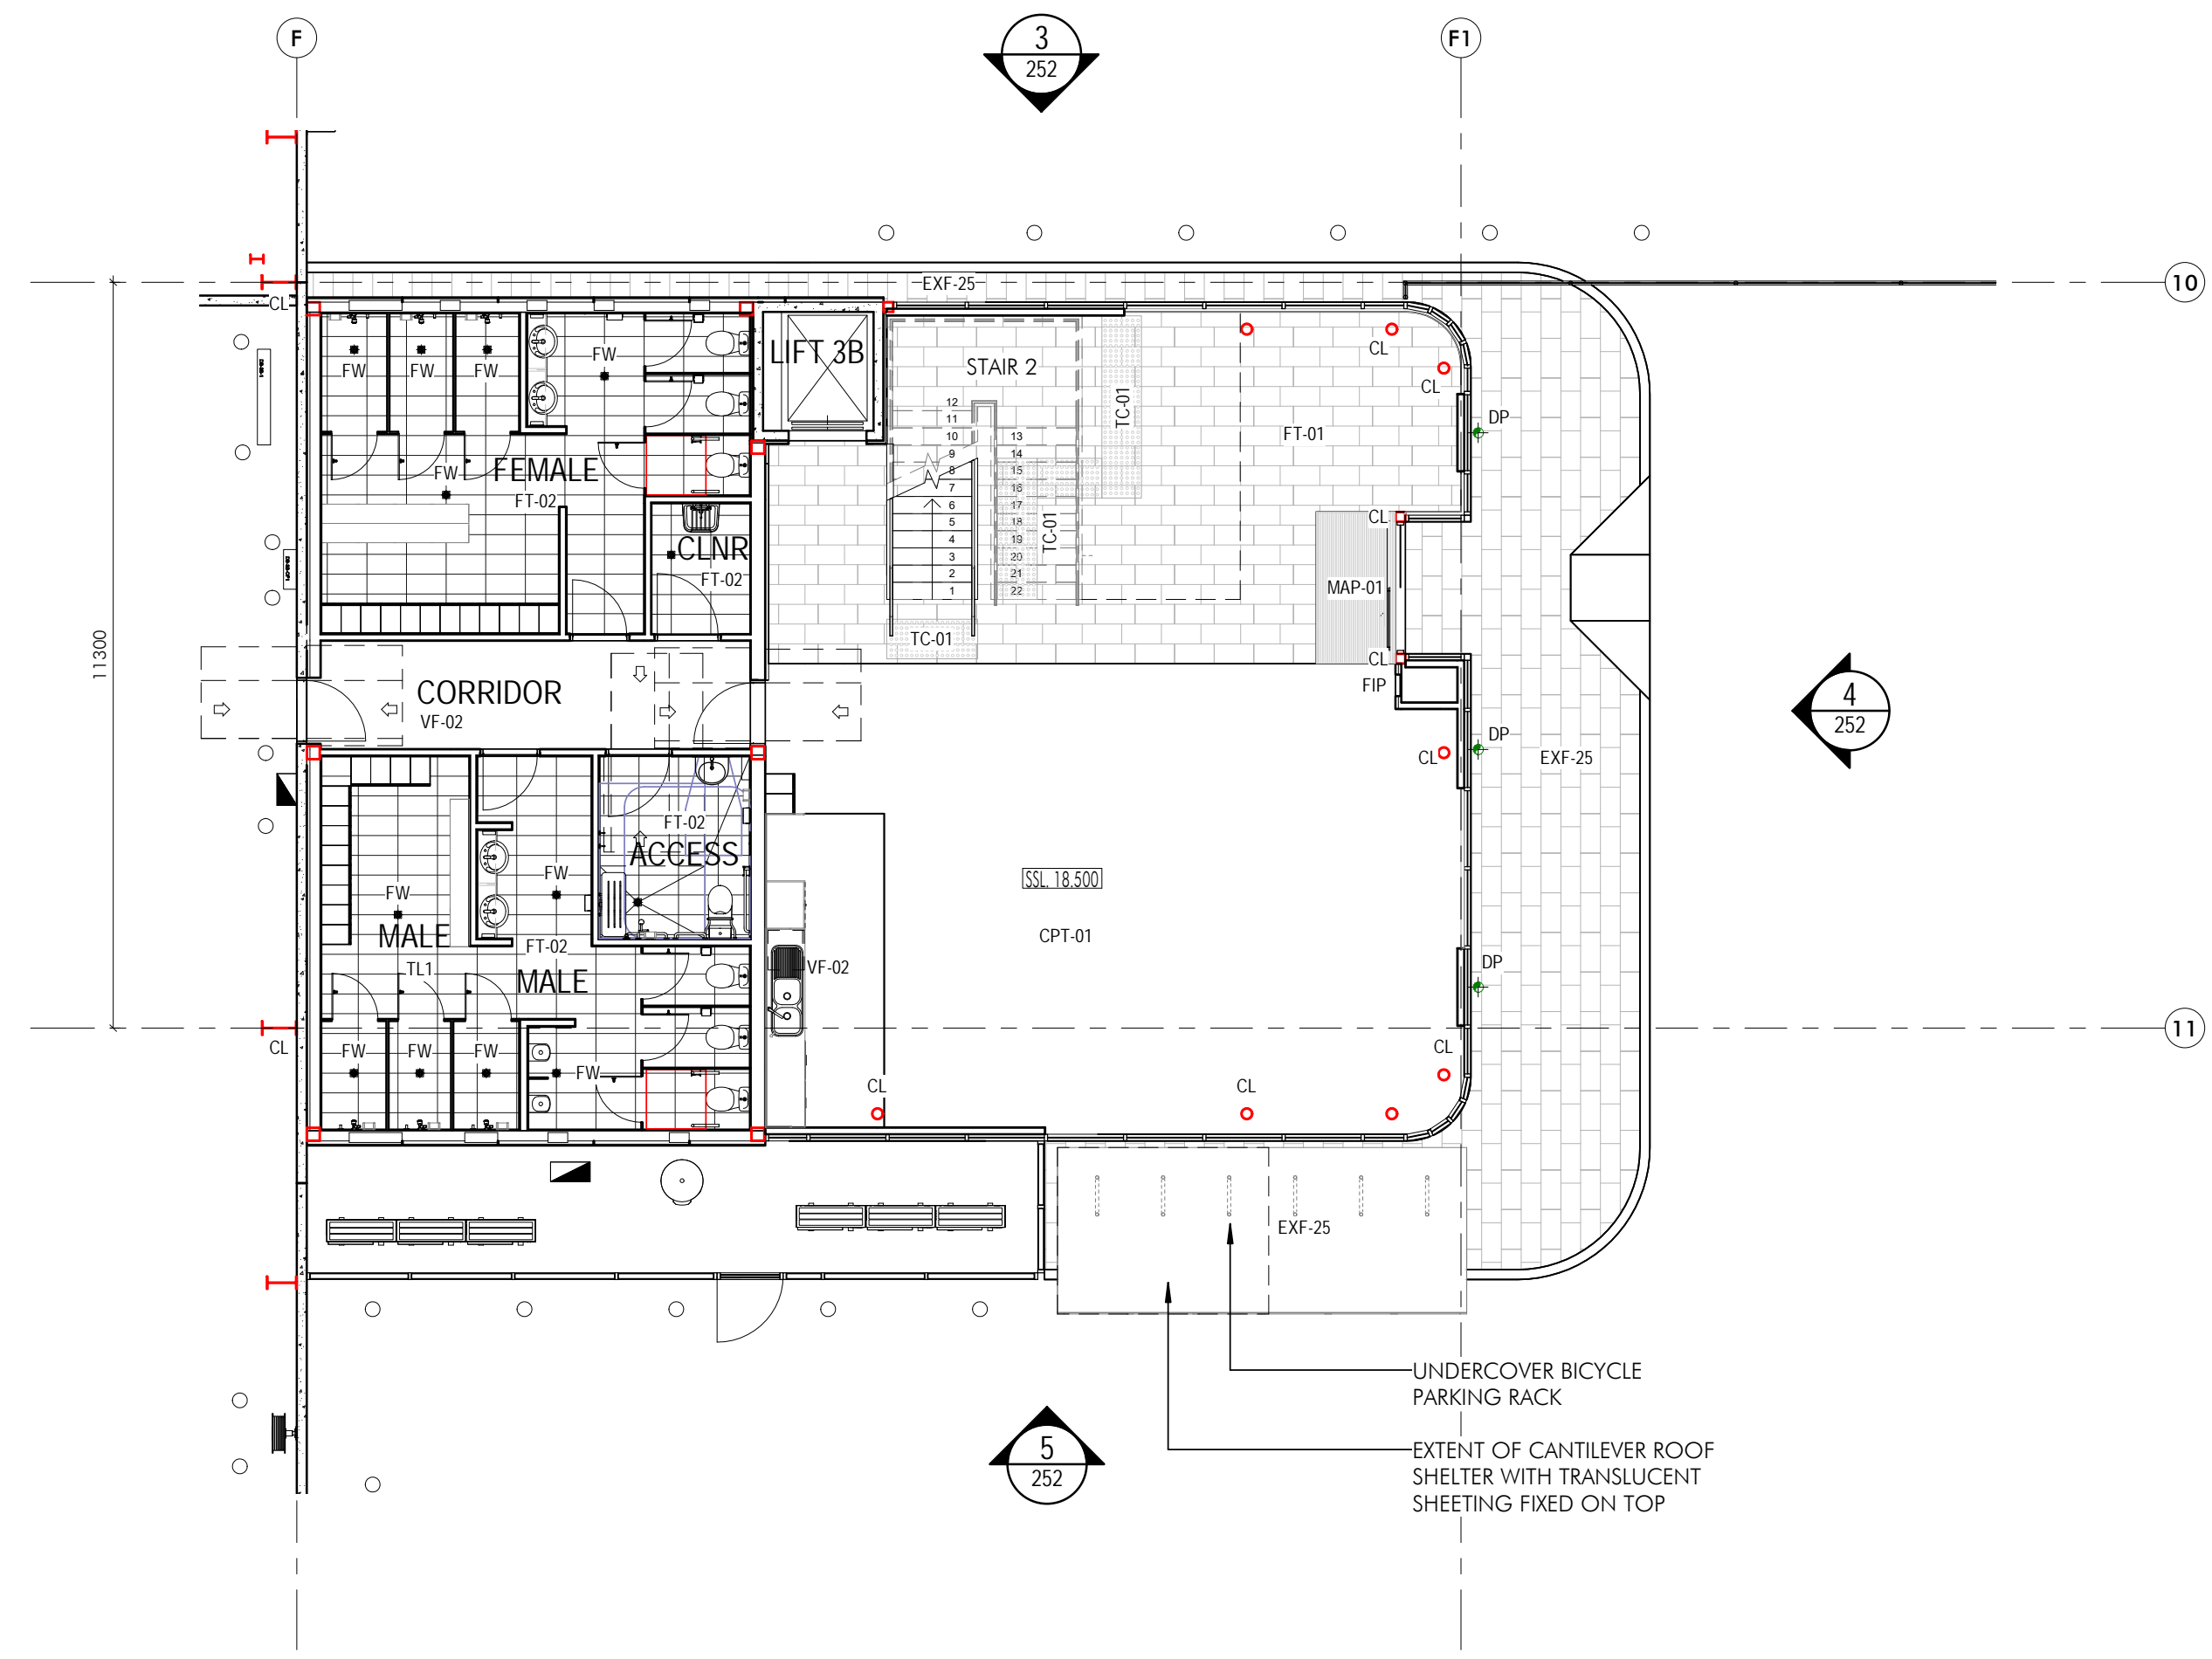 F
3
252
F1
EXF-25
10
CL
LIFT 3B
STAIR 2
CL
CL
FW
FW
FW
FW
TC-01
DP
FT-01
12
11
10
9
8
7
6
5
4
3
2
1
13
14
15
16
17
18
19
20
21
22
FW
FEMALE
FT-02
CL
TC-01
CLNR
FT-02
MAP-01
TC-01
11300
CL
FIP
CORRIDOR
VF-02
4
252
DP
CL
EXF-25
FT-02
ACCESS
FW
FW
SSL. 18.500
MALE
FT-02
CPT-01
TL1
MALE
VF-02
DP
11
CL
FW
FW
FW
FW
CL
CL
CL
EXF-25
UNDERCOVER BICYCLE
PARKING RACK
5
252
EXTENT OF CANTILEVER ROOF
SHELTER WITH TRANSLUCENT
SHEETING FIXED ON TOP